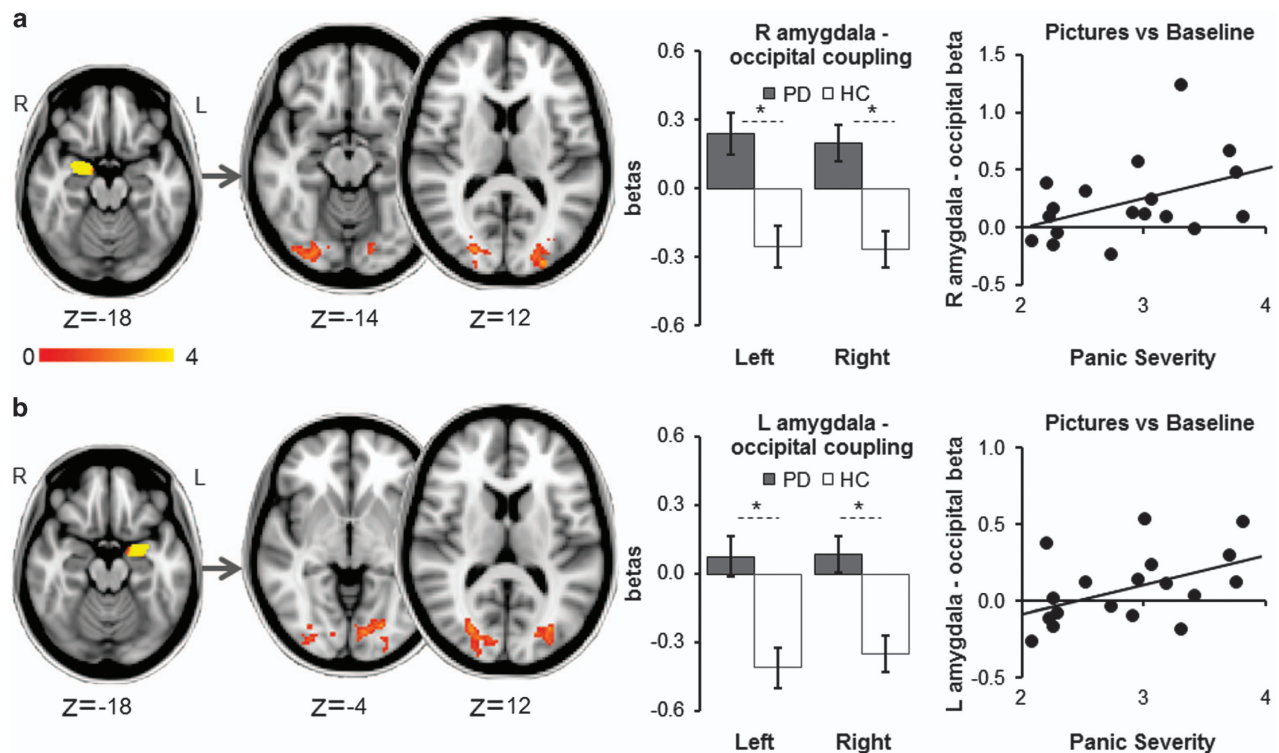 a
R
L
z=-18
z=-14
z=12
0
4
R amygdala -
occipital coupling
PD
HC
*
*
betas
0.6
0.3
0.0
-0.3
-0.6
Left
Right
Pictures vs Baseline
R amygdala - occipital beta
1.5
1.0
0.5
0.0
-0.5
2
3
4
Panic Severity
b
R
L
z=-18
z=-4
z=12
L amygdala -
occipital coupling
PD
HC
*
*
betas
0.6
0.3
0.0
-0.3
-0.6
Left
Right
Pictures vs Baseline
L amygdala - occipital beta
1.0
0.5
0.0
-0.5
2
3
4
Panic Severity